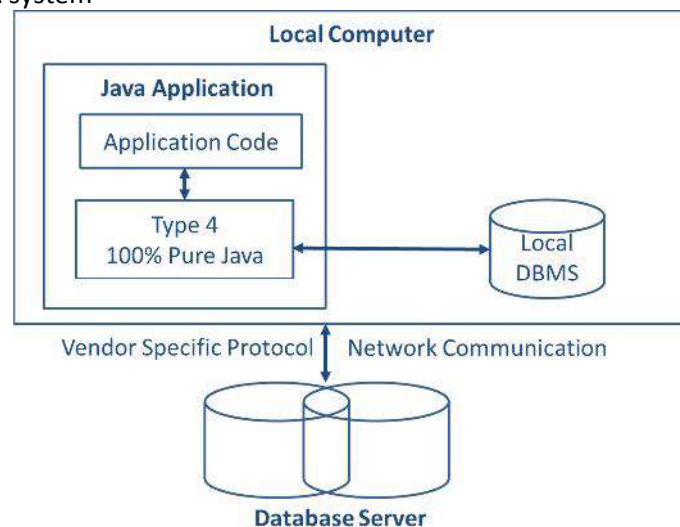 system
Local Computer
Java Application
Application Code
Type 4
100% Pure Java
Local
DBMS
Vendor Specific Protocol Network Communication
Database Server